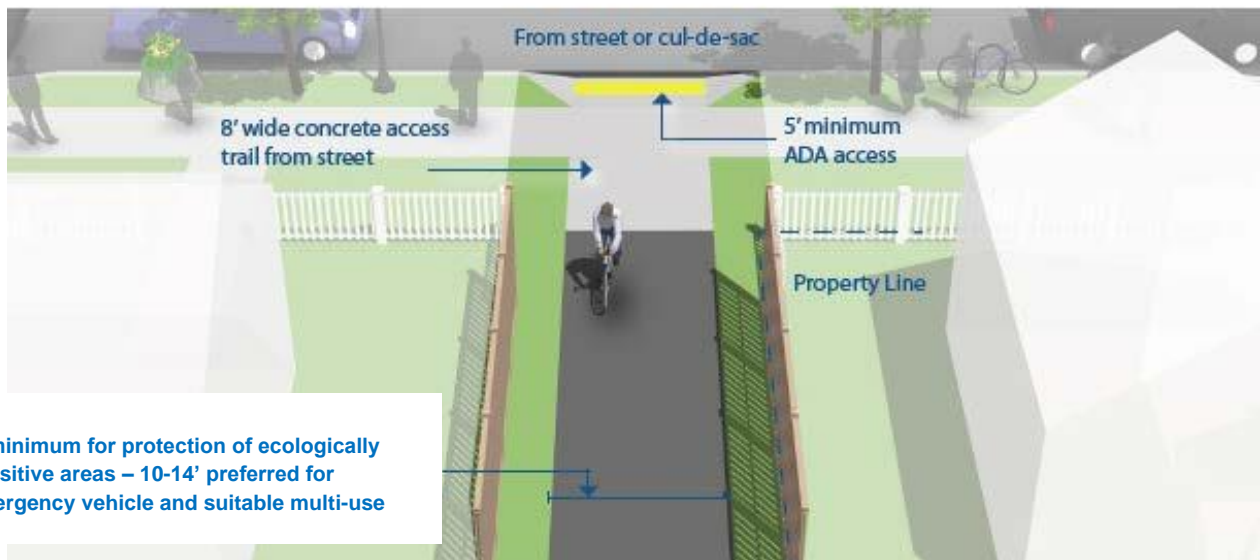 From street or cul-de-sac
8' wide concrete access
trail from street
5' minimum
ADA access
Property Line
minimum for protection of ecologically
sitive areas – 10-14' preferred for
ergency vehicle and suitable multi-use